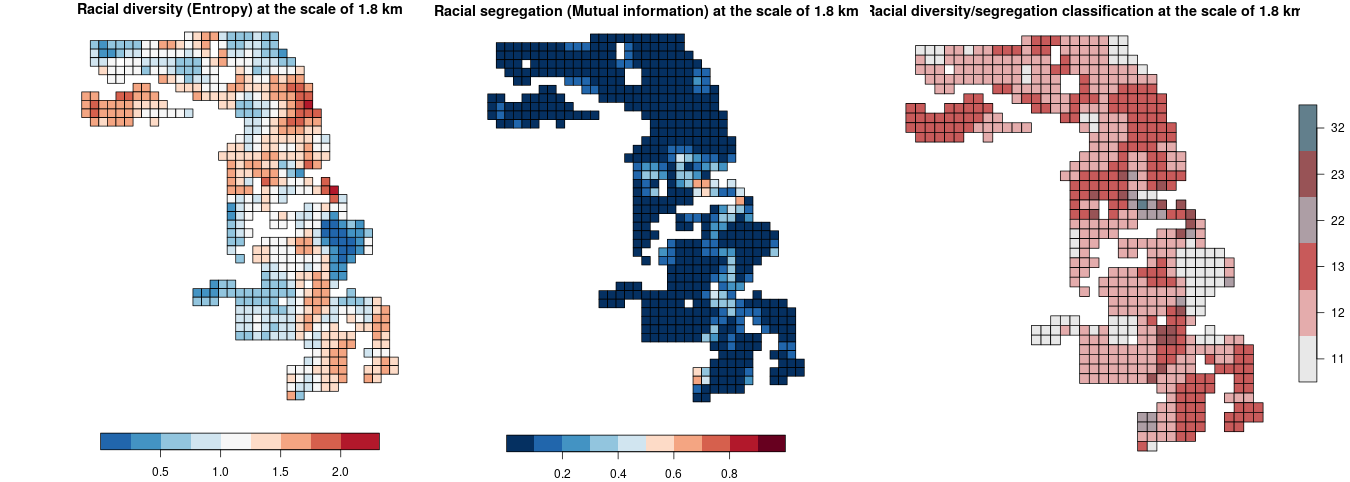 Racial diversity (Entropy) at the scale of 1.8 km
0.5 1.0 1.5 2.0
Racial segregation (Mutual information) at the scale of 1.8 km
0.2 0.4 0.6 0.8
Racial diversity/segregation classification at the scale of 1.8 km
32
23
22
13
12
11